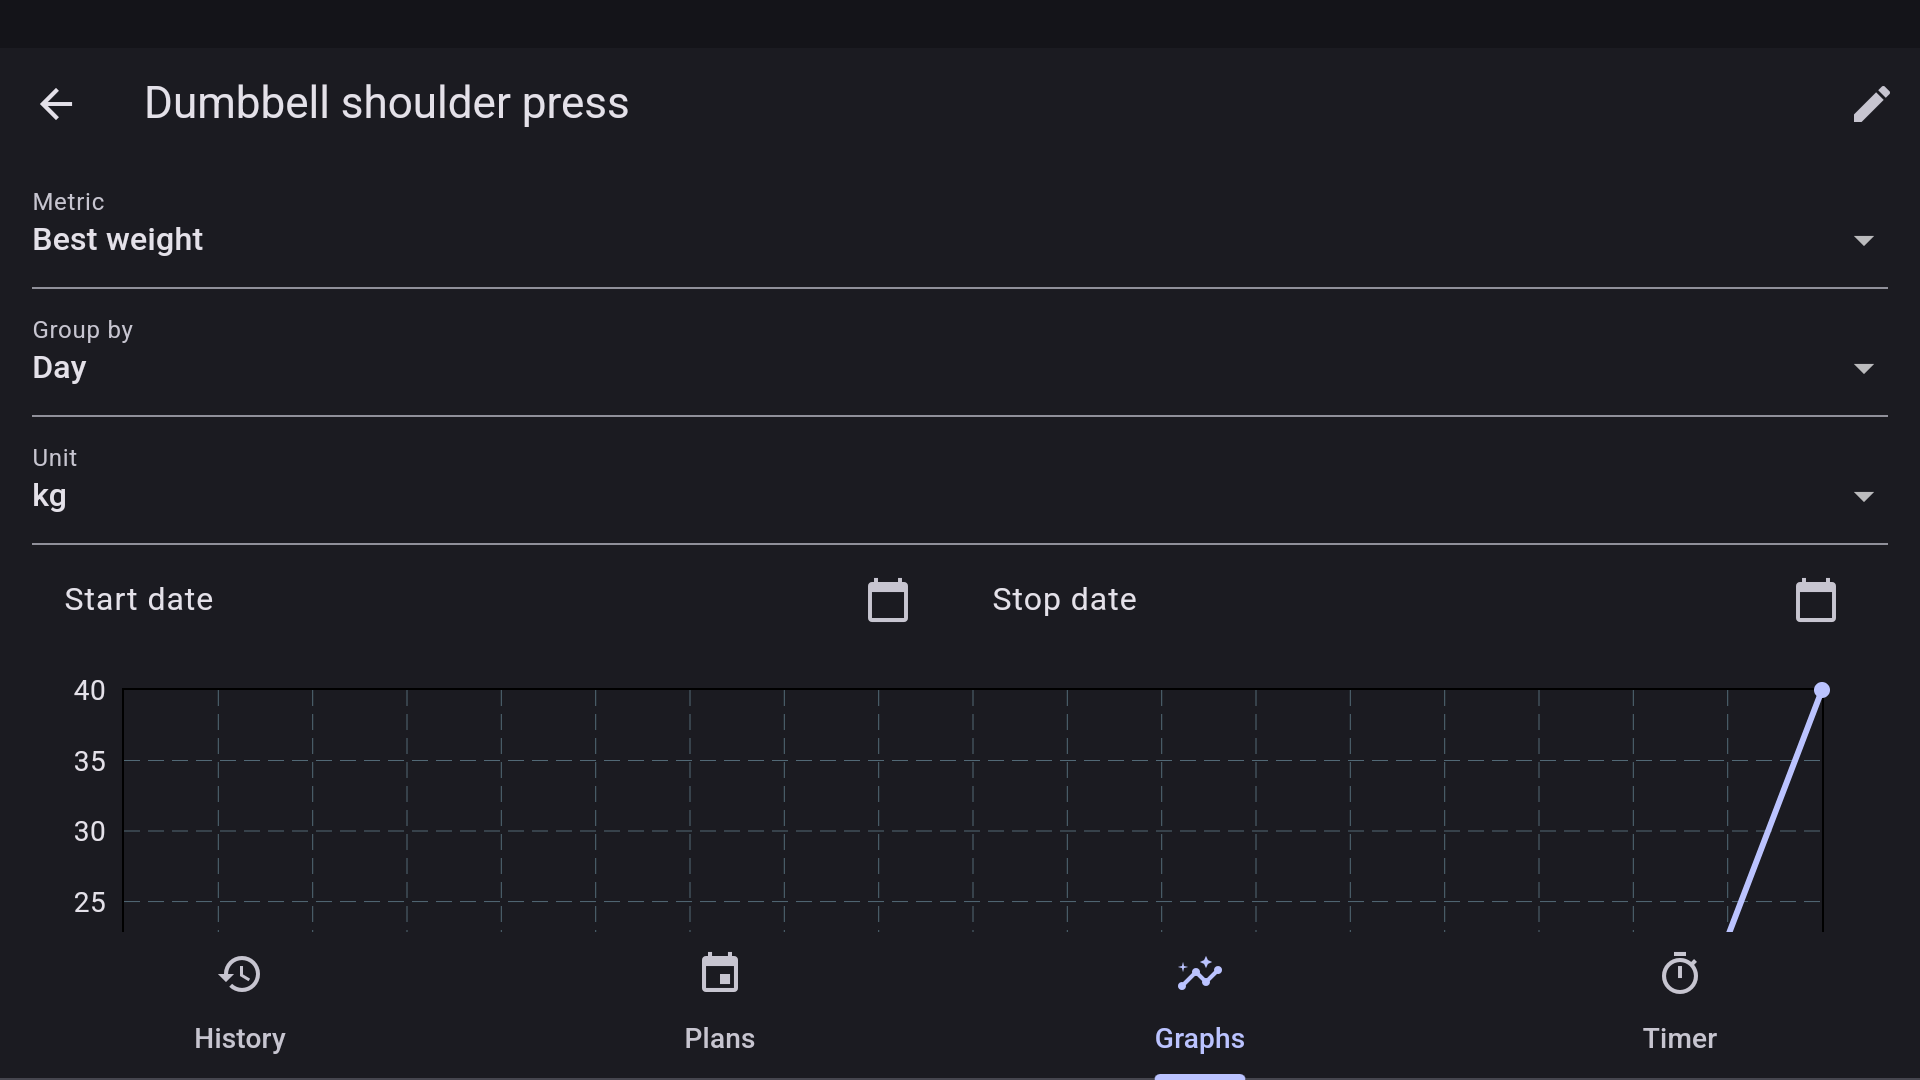 Dumbbell shoulder press
Metric
Best weight
Group by
Day
Unit
kg
Start date
Stop date
40
35
30
25
History
Plans
Graphs
Timer